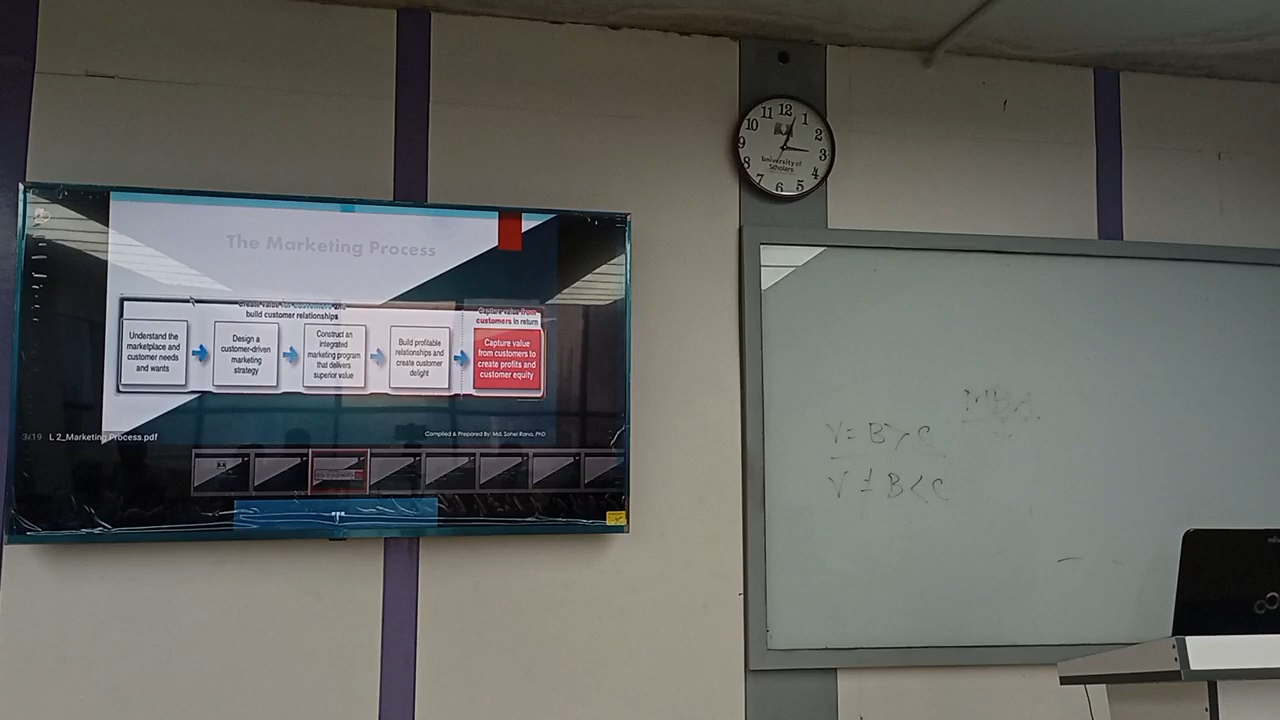 The Marketing Process
Create value for customers and
build customer relationships
Capture value from
customers in return
Understand the
marketplace and
customer needs
and wants
Design a
customer-driven
marketing
strategy
Construct an
integrated
marketing program
that delivers
superior value
Build profitable
relationships and
create customer
delight
Capture value
from customers to
create profits and
customer equity
3/19 L 2_Marketing Process.pdf
Compiled & Prepared By: Md. Sohel Rana, PhD
11 12 1
10 2
9 3
8 4
7 6 5
University of
Scholars
V = B > C
V ≠ B < C